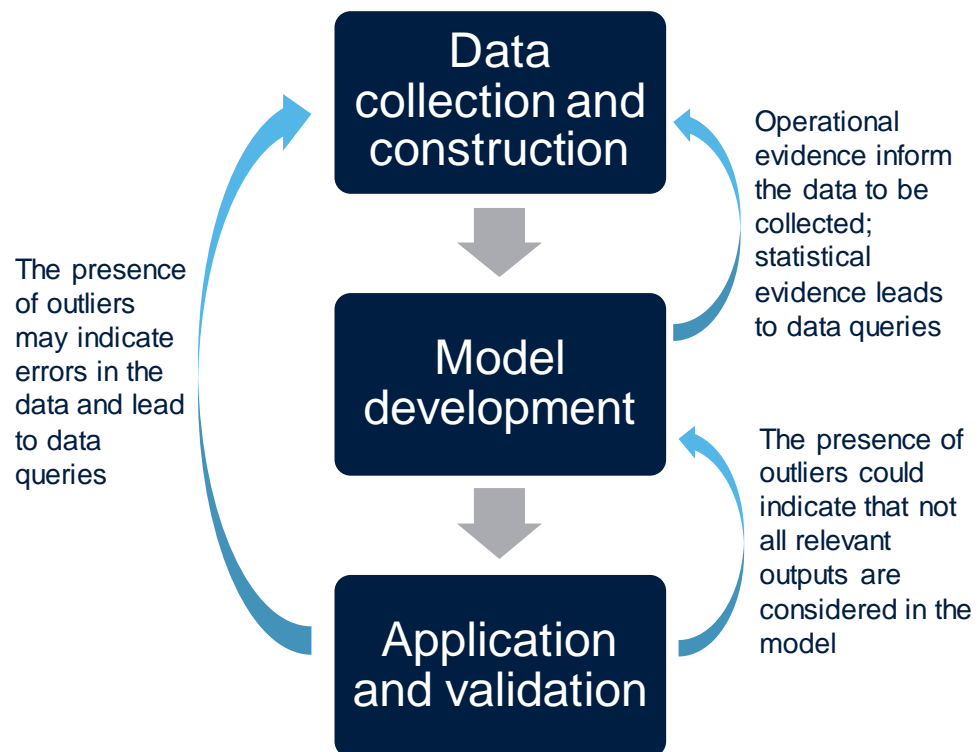 Data
collection and
construction
Operational
evidence inform
the data to be
collected;
statistical
evidence leads
to data queries
The presence
of outliers
may indicate
errors in the
data and lead
to data
queries
Model
development
The presence of
outliers could
indicate that not
all relevant
outputs are
considered in the
model
Application
and validation